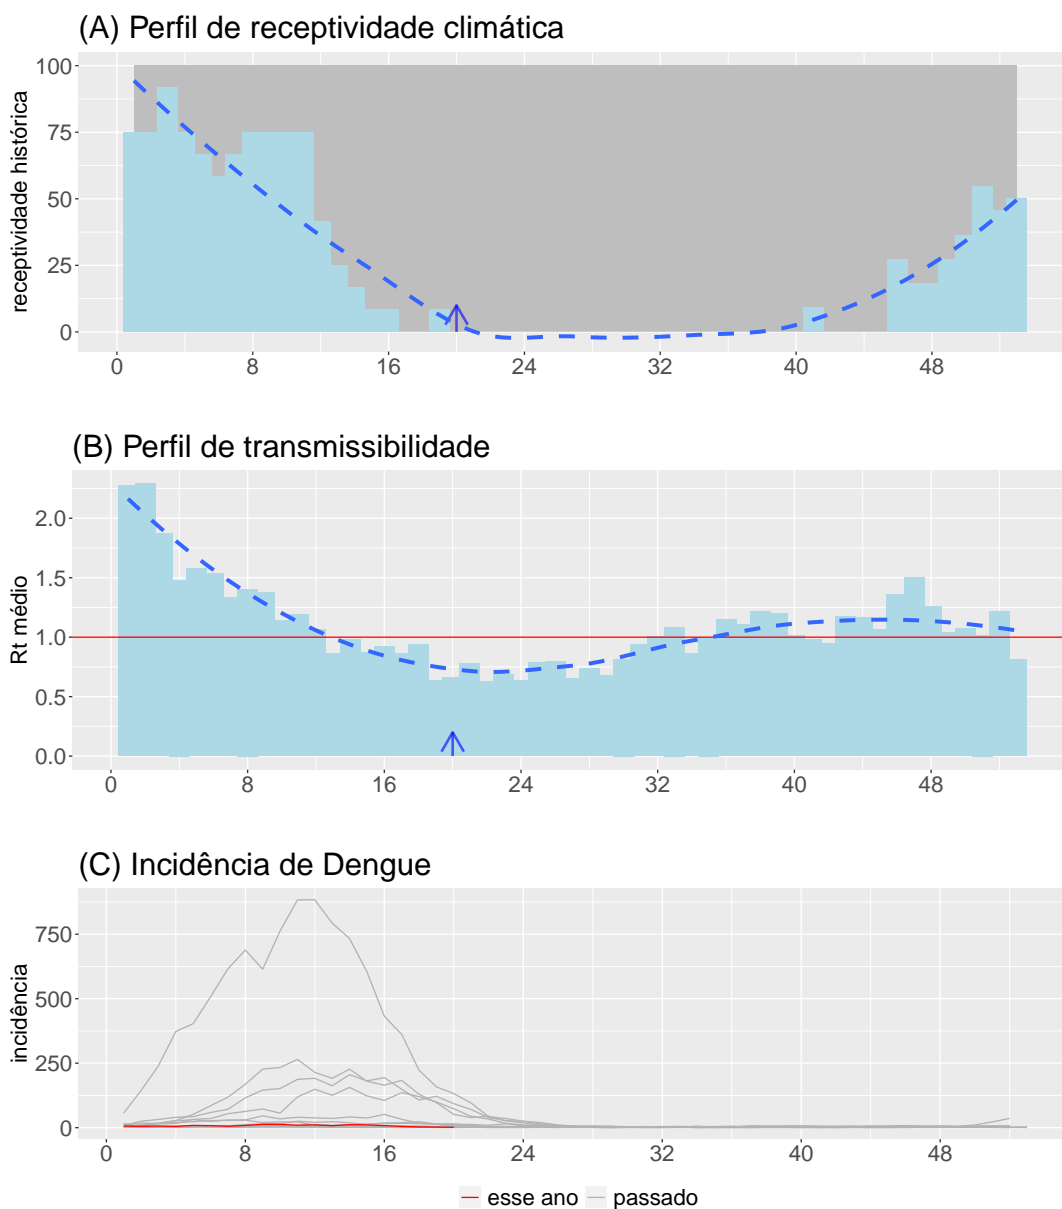 (A) Perfil de receptividade climática
receptividade histórica
100
75
50
25
0
0 8 16 24 32 40 48
(B) Perfil de transmissibilidade
Rt médio
2.0
1.5
1.0
0.5
0.0
0 8 16 24 32 40 48
(C) Incidência de Dengue
incidência
750
500
250
0
0 8 16 24 32 40 48
esse ano passado